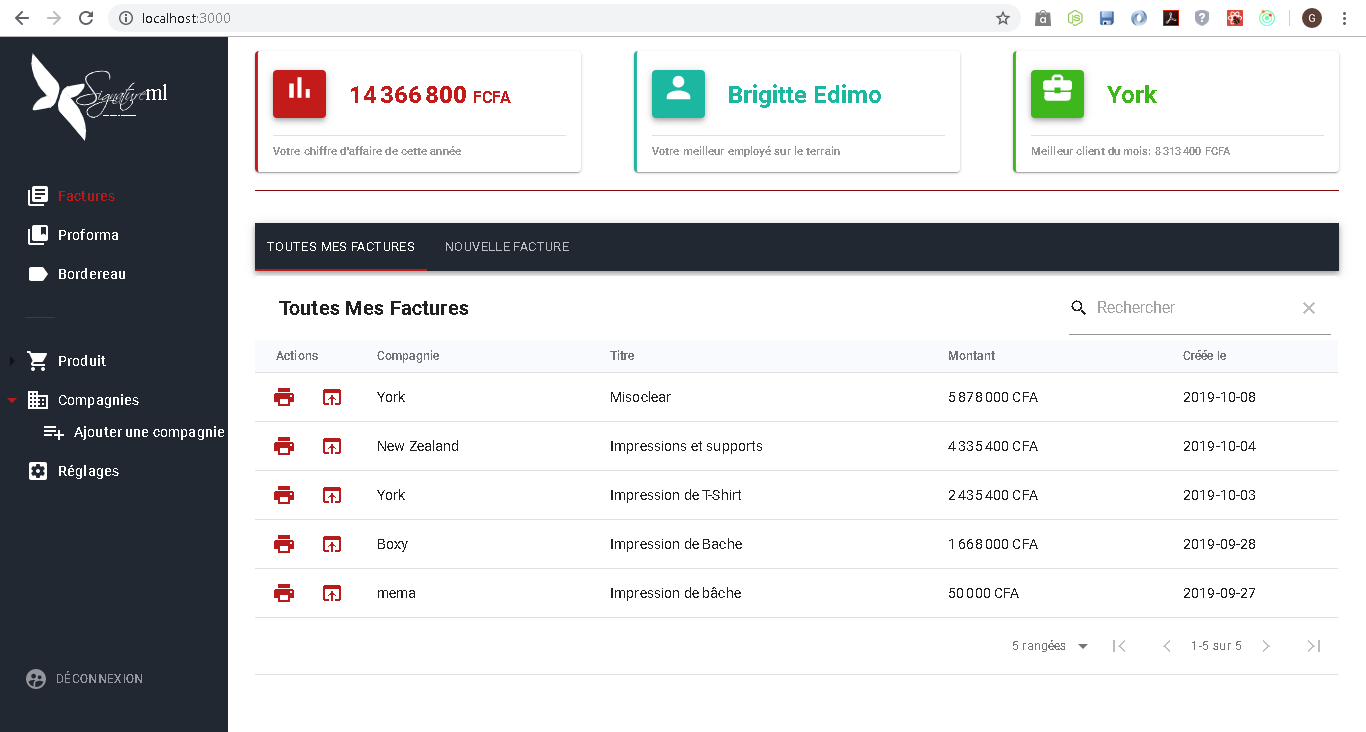 localhost:3000
G
Signature ml
14 366 800 FCFA
Votre chiffre d'affaire de cette année
Brigitte Edimo
Votre meilleur employé sur le terrain
York
Meilleur client du mois: 8 313 400 FCFA
Factures
Proforma
Bordereau
Produit
Compagnies
Ajouter une compagnie
Réglages
DÉCONNEXION
TOUTES MES FACTURES NOUVELLE FACTURE
Toutes Mes Factures
Rechercher
Actions Compagnie Titre Montant Créée le
York Misoclear 5 878 000 CFA 2019-10-08
New Zealand Impressions et supports 4 335 400 CFA 2019-10-04
York Impression de T-Shirt 2 435 400 CFA 2019-10-03
Boxy Impression de Bache 1 668 000 CFA 2019-09-28
mema Impression de bâche 50 000 CFA 2019-09-27
5 rangées 1-5 sur 5